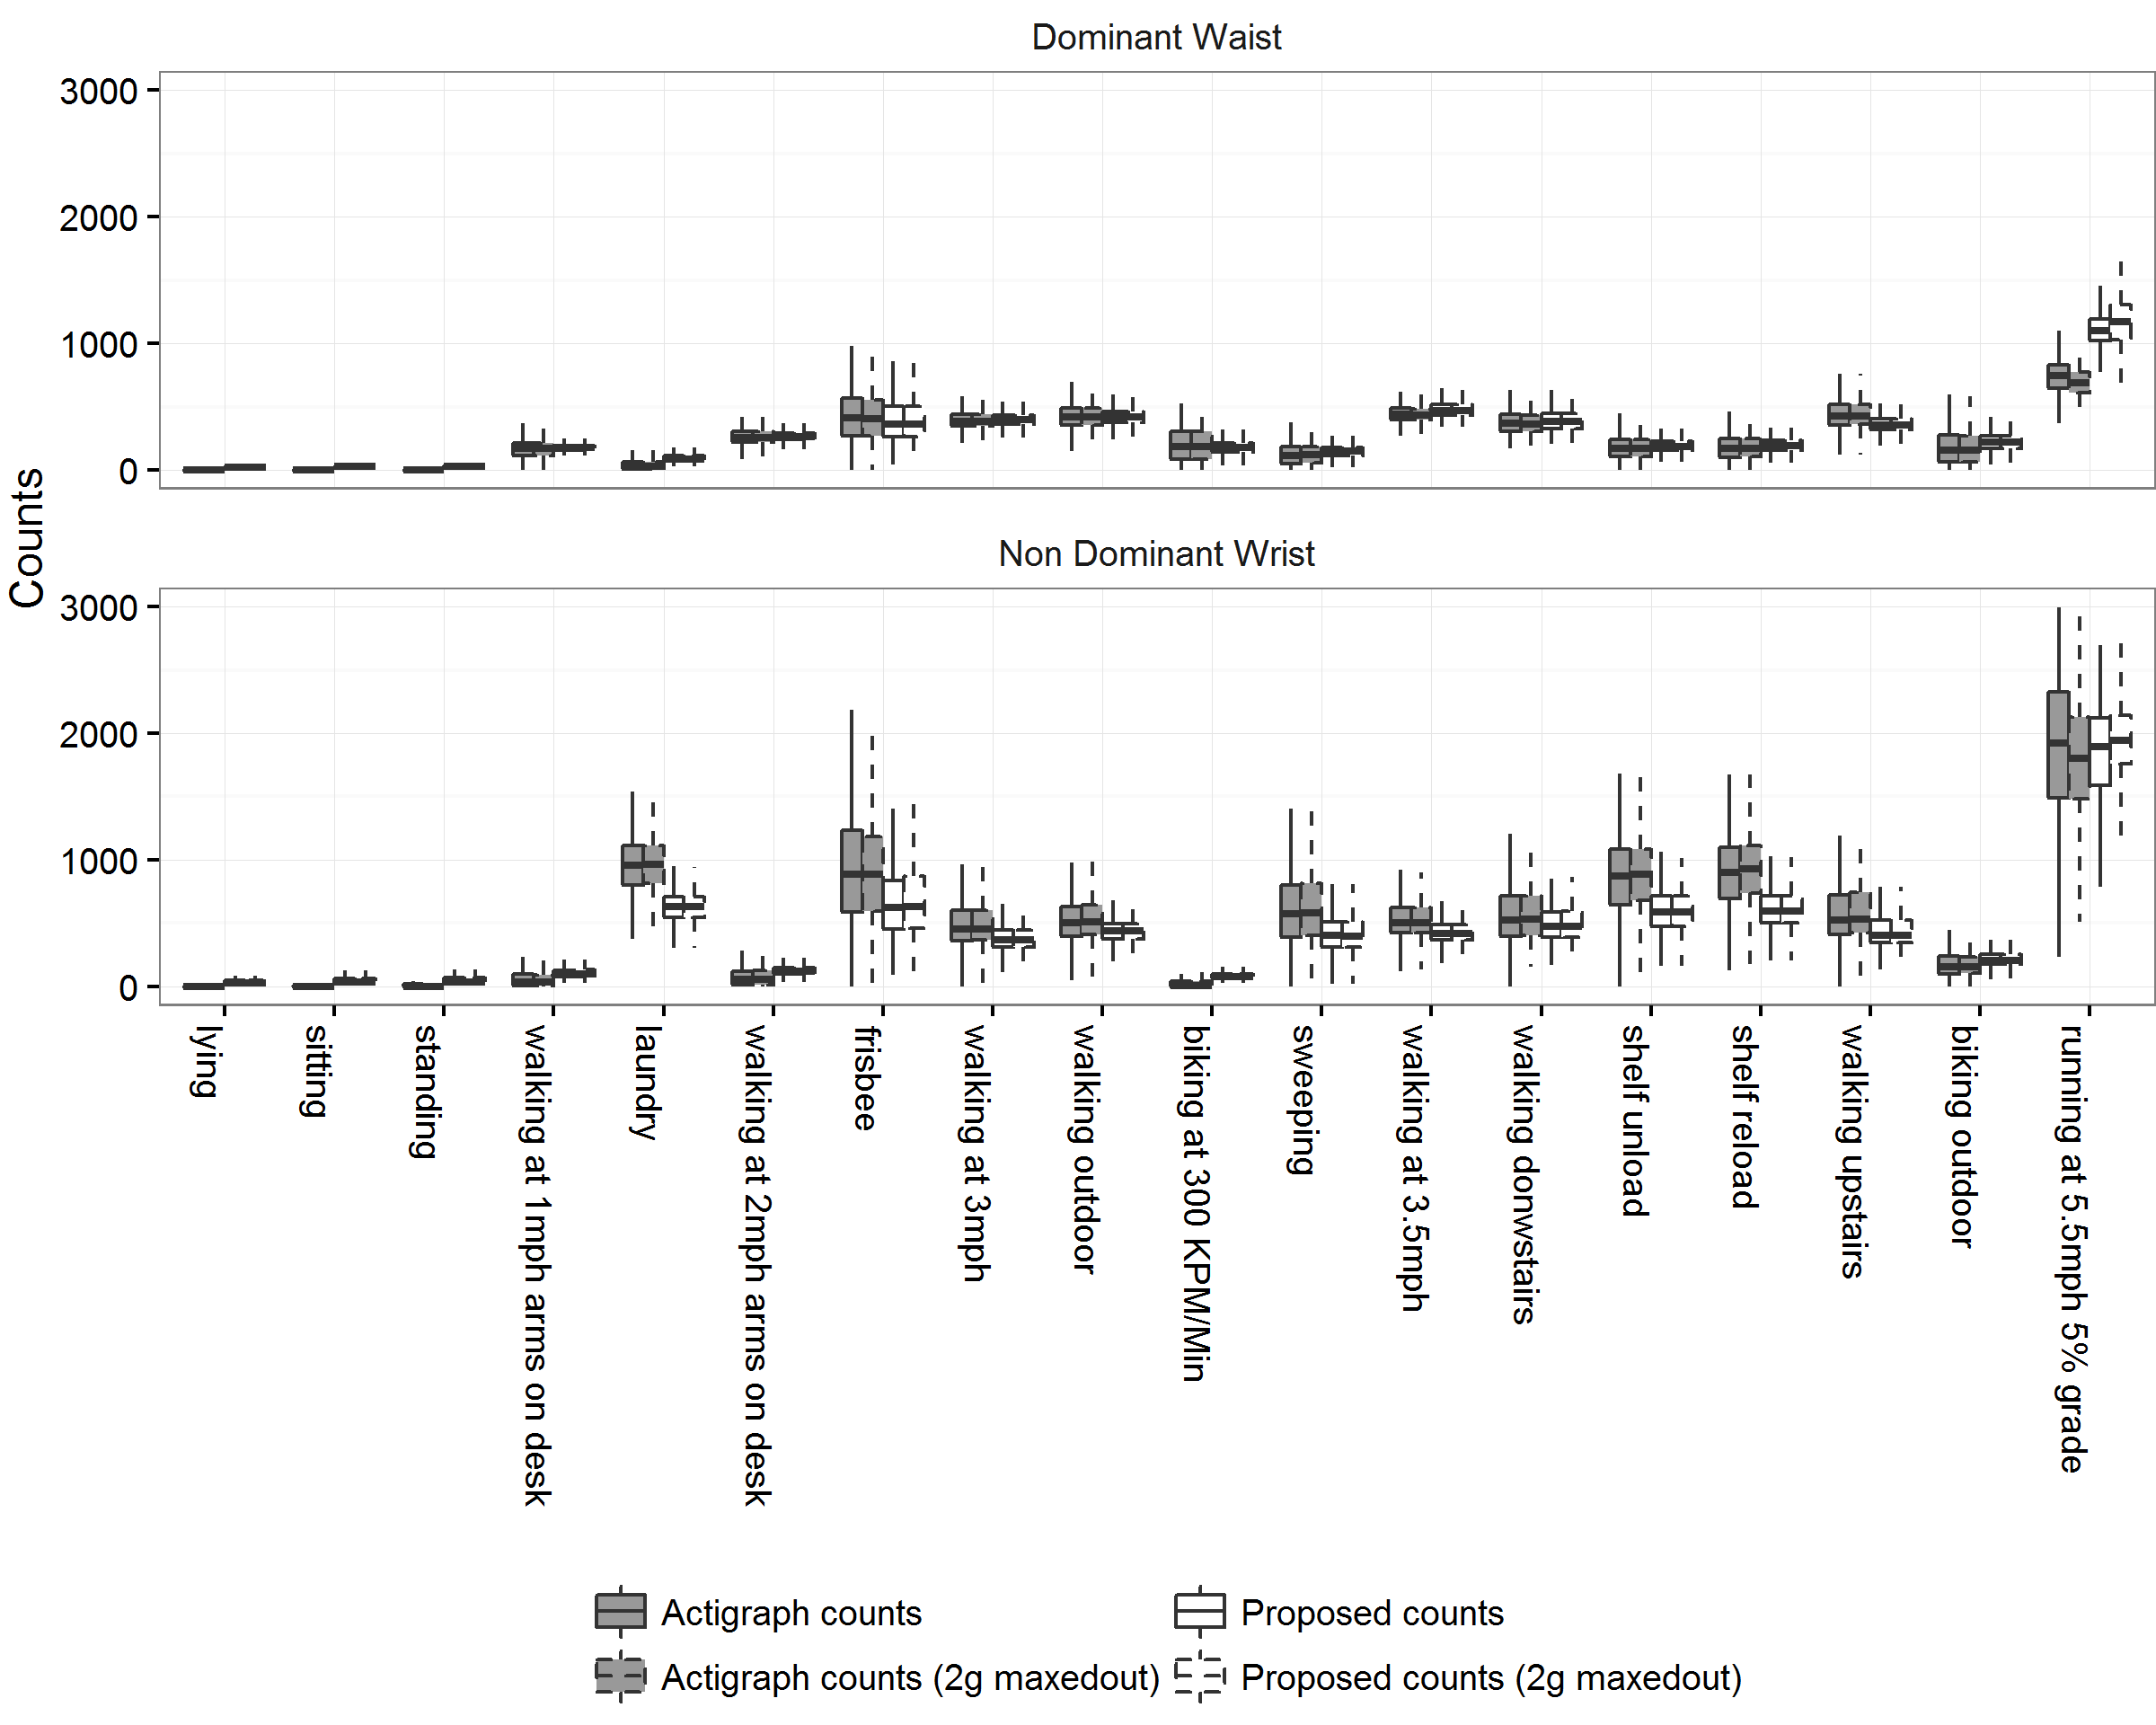 Dominant Waist
3000
2000
1000
0
Counts
Non Dominant Wrist
3000
2000
1000
0
lying
sitting
standing
walking at 1mph arms on desk
laundry
walking at 2mph arms on desk
frisbee
walking at 3mph
walking outdoor
biking at 300 KPM/Min
sweeping
walking at 3.5mph
walking donwstairs
shelf unload
shelf reload
walking upstairs
biking outdoor
running at 5.5mph 5% grade
Actigraph counts
Proposed counts
Actigraph counts (2g maxedout)
Proposed counts (2g maxedout)